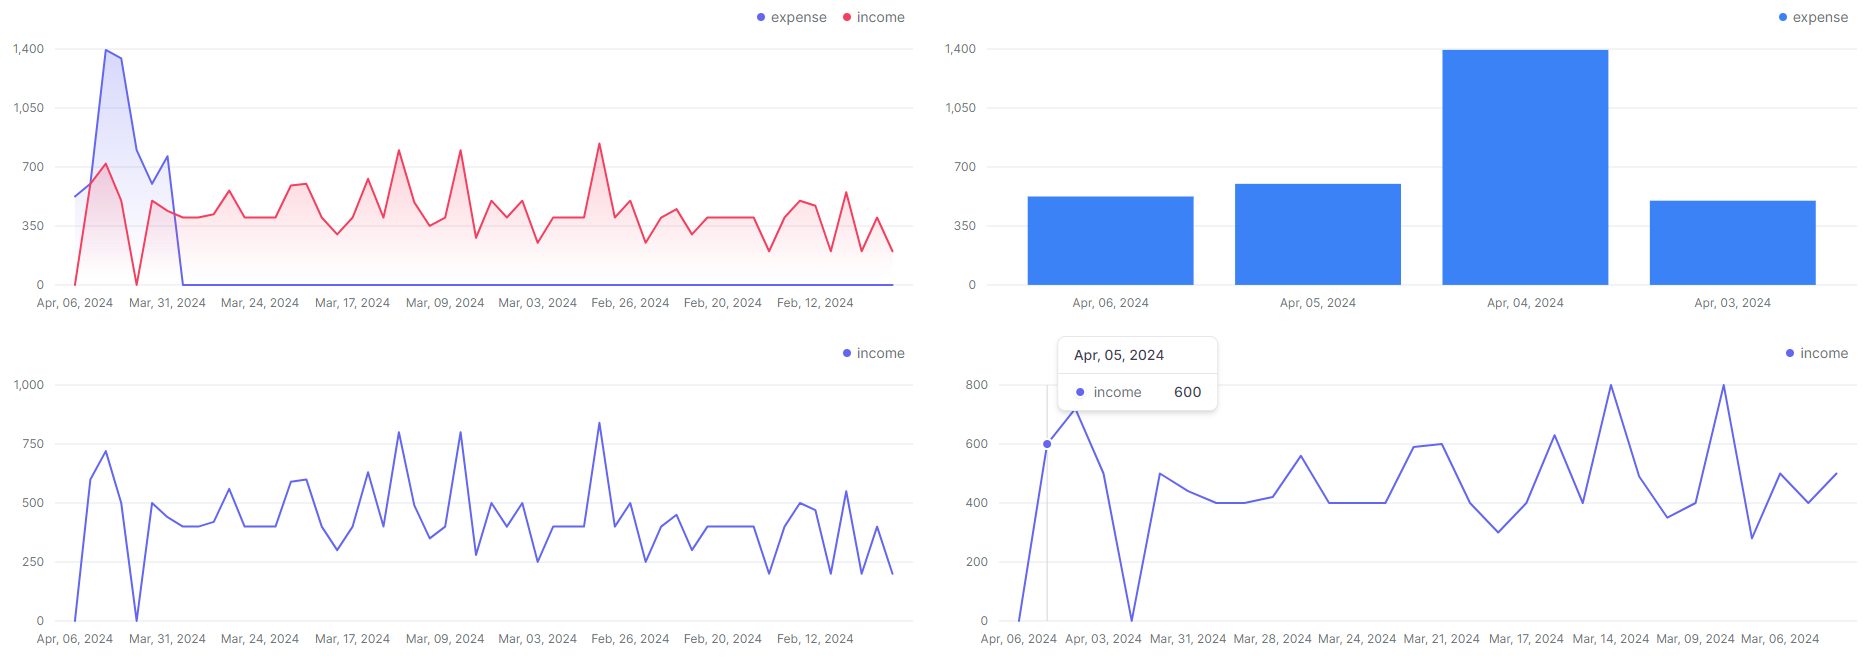 expense income
1,400
1,050
700
350
0
Apr, 06, 2024 Mar, 31, 2024 Mar, 24, 2024 Mar, 17, 2024 Mar, 09, 2024 Mar, 03, 2024 Feb, 26, 2024 Feb, 20, 2024 Feb, 12, 2024
expense
1,400
1,050
700
350
0
Apr, 06, 2024 Apr, 05, 2024 Apr, 04, 2024 Apr, 03, 2024
income
1,000
750
500
250
0
Apr, 06, 2024 Mar, 31, 2024 Mar, 24, 2024 Mar, 17, 2024 Mar, 09, 2024 Mar, 03, 2024 Feb, 26, 2024 Feb, 20, 2024 Feb, 12, 2024
income
Apr, 05, 2024
income 600
800
600
400
200
0
Apr, 06, 2024 Apr, 03, 2024 Mar, 31, 2024 Mar, 28, 2024 Mar, 24, 2024 Mar, 21, 2024 Mar, 17, 2024 Mar, 14, 2024 Mar, 09, 2024 Mar, 06, 2024